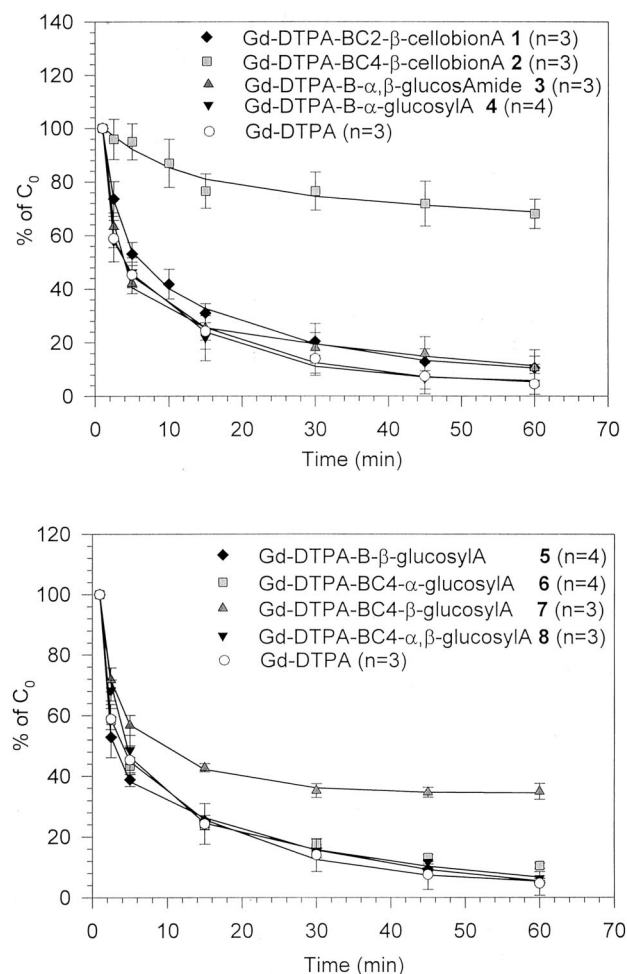 140
120
100
80
60
40
20
0
% of C₀
Gd-DTPA-BC2-β-cellobionA 1 (n=3)
Gd-DTPA-BC4-β-cellobionA 2 (n=3)
Gd-DTPA-B-α,β-glucosAmide 3 (n=3)
Gd-DTPA-B-α-glucosylA 4 (n=4)
Gd-DTPA (n=3)
0 10 20 30 40 50 60 70
Time (min)
120
100
80
60
40
20
0
% of C₀
Gd-DTPA-B-β-glucosylA 5 (n=4)
Gd-DTPA-BC4-α-glucosylA 6 (n=4)
Gd-DTPA-BC4-β-glucosylA 7 (n=3)
Gd-DTPA-BC4-α,β-glucosylA 8 (n=3)
Gd-DTPA (n=3)
0 10 20 30 40 50 60 70
Time (min)